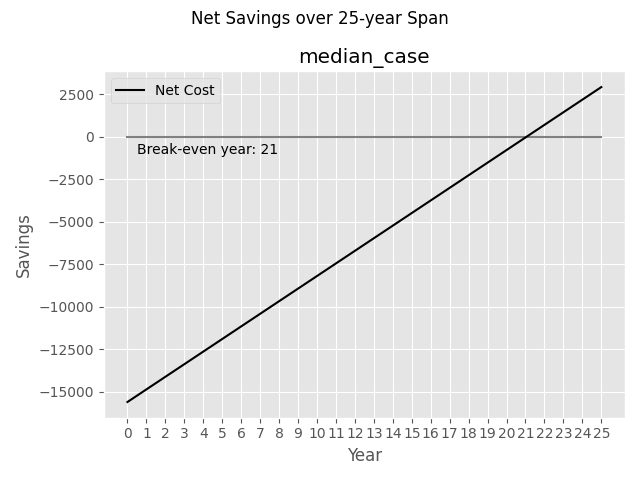 Net Savings over 25-year Span
median_case
Net Cost
2500
0
Break-even year: 21
−2500
−5000
−7500
−10000
−12500
−15000
Savings
0 1 2 3 4 5 6 7 8 9 10 11 12 13 14 15 16 17 18 19 20 21 22 23 24 25
Year